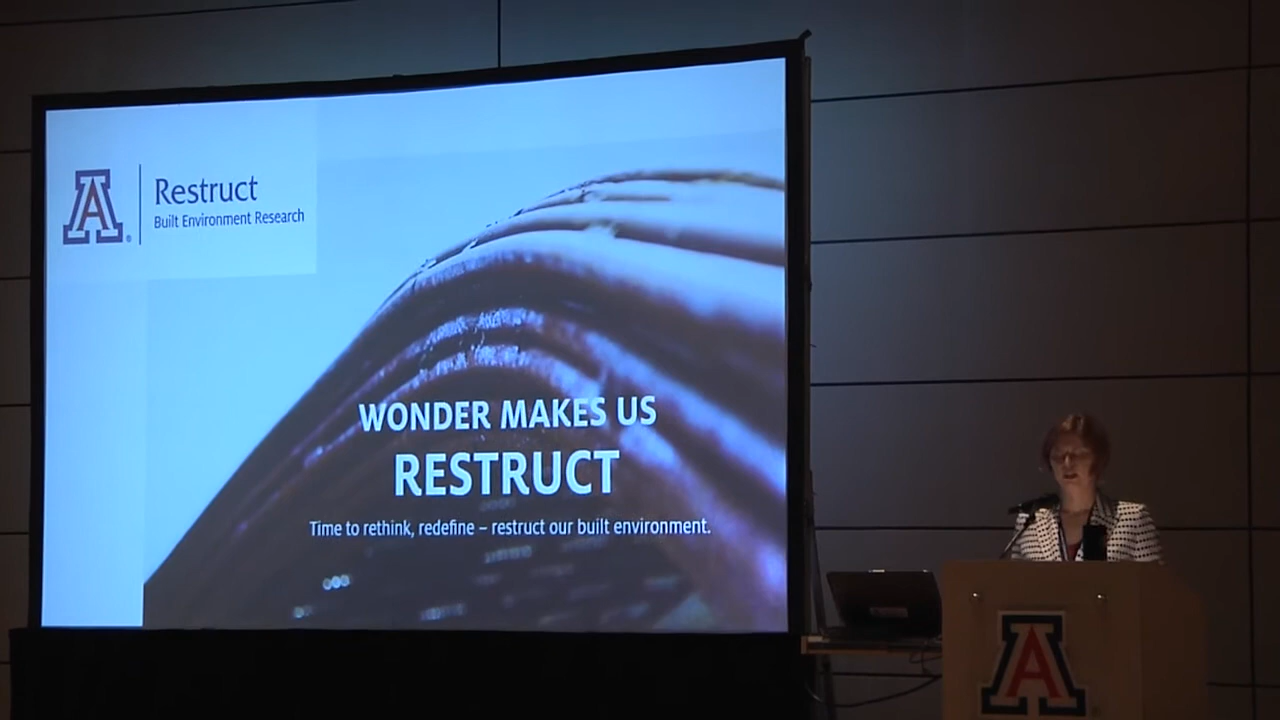 A
Restruct
Built Environment Research
WONDER MAKES US
RESTRUCT
Time to rethink, redefine – restruct our built environment.
A